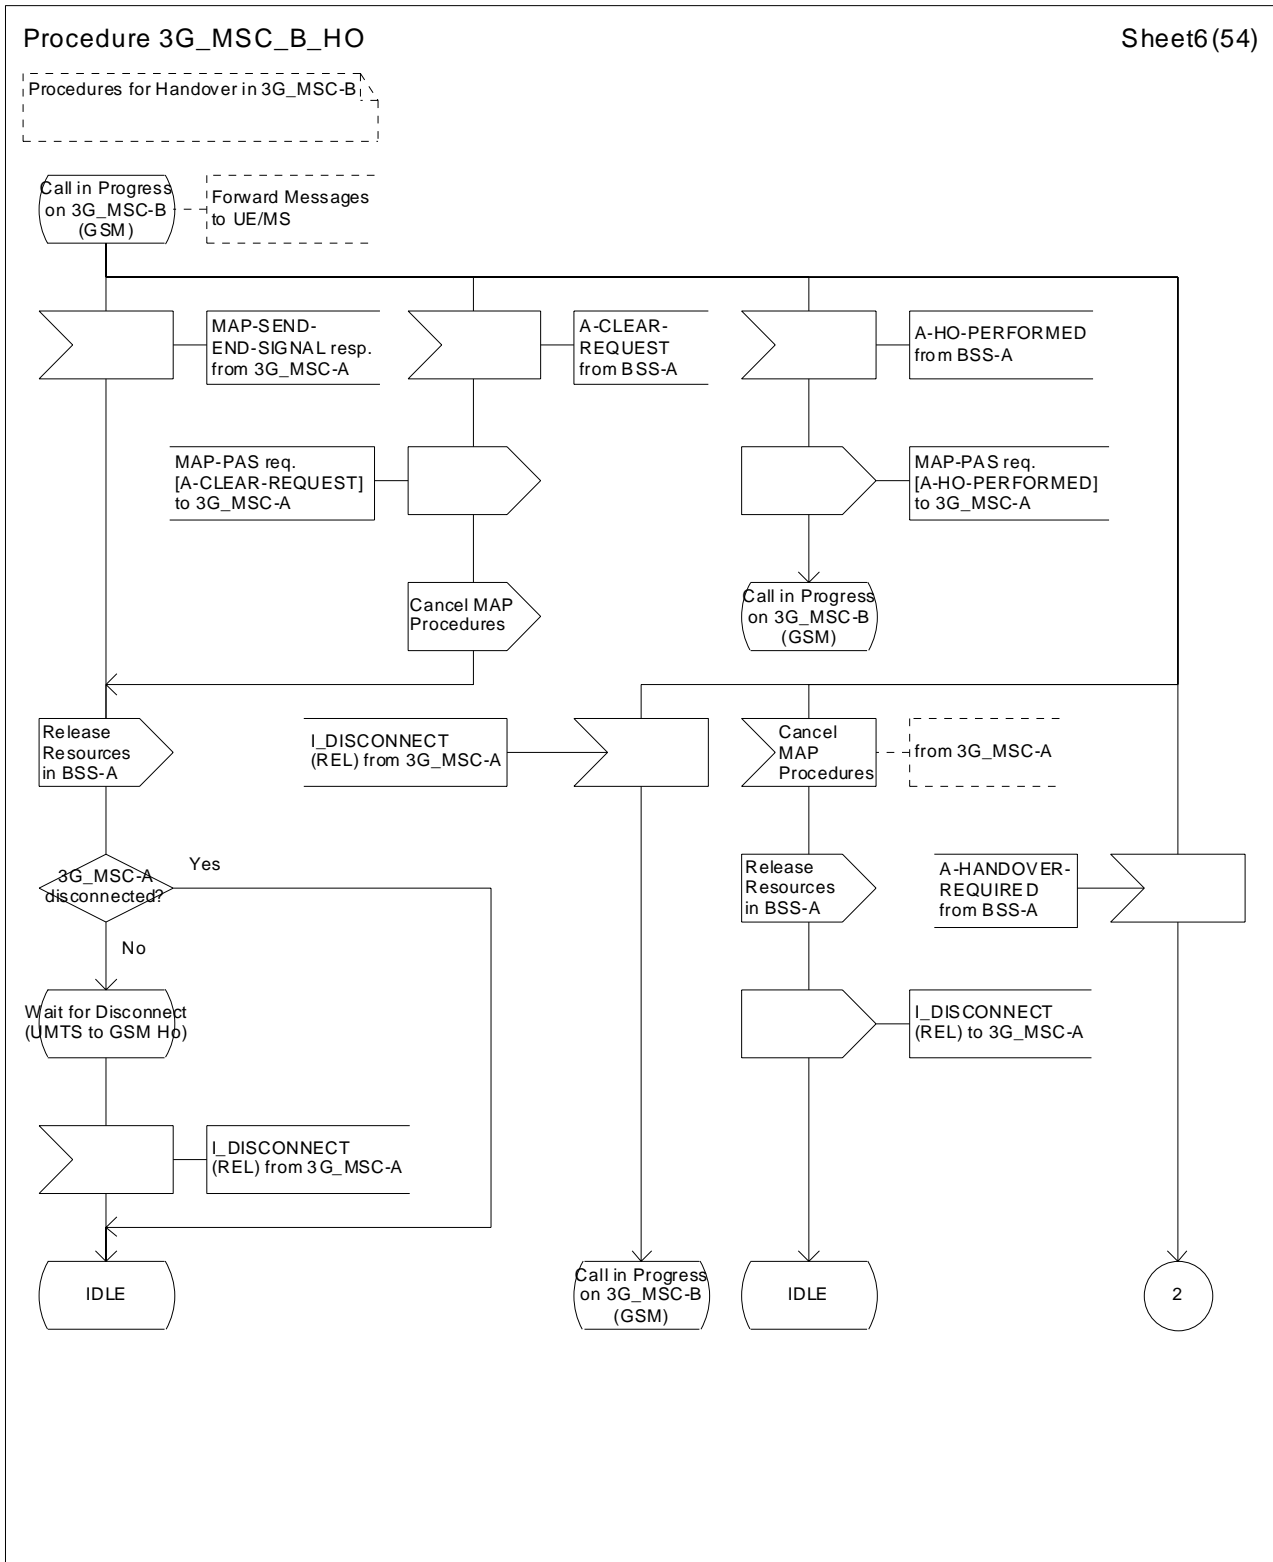 Procedure 3G_MSC_B_HO
Sheet6(54)
Procedures for Handover in 3G_MSC-B
Call in Progress
on 3G_MSC-B
(GSM)
Forward Messages
to UE/MS
MAP-SEND-
END-SIGNAL resp.
from 3G_MSC-A
A-CLEAR-
REQUEST
from BSS-A
A-HO-PERFORMED
from BSS-A
MAP-PAS req.
[A-CLEAR-REQUEST]
to 3G_MSC-A
MAP-PAS req.
[A-HO-PERFORMED]
to 3G_MSC-A
Cancel MAP
Procedures
Call in Progress
on 3G_MSC-B
(GSM)
Release
Resources
in BSS-A
I_DISCONNECT
(REL) from 3G_MSC-A
Cancel
MAP
Procedures
from 3G_MSC-A
3G_MSC-A
disconnected?
Yes
No
Release
Resources
in BSS-A
A-HANDOVER-
REQUIRED
from BSS-A
Wait for Disconnect
(UMTS to GSM Ho)
I_DISCONNECT
(REL) to 3G_MSC-A
I_DISCONNECT
(REL) from 3G_MSC-A
IDLE
Call in Progress
on 3G_MSC-B
(GSM)
IDLE
2